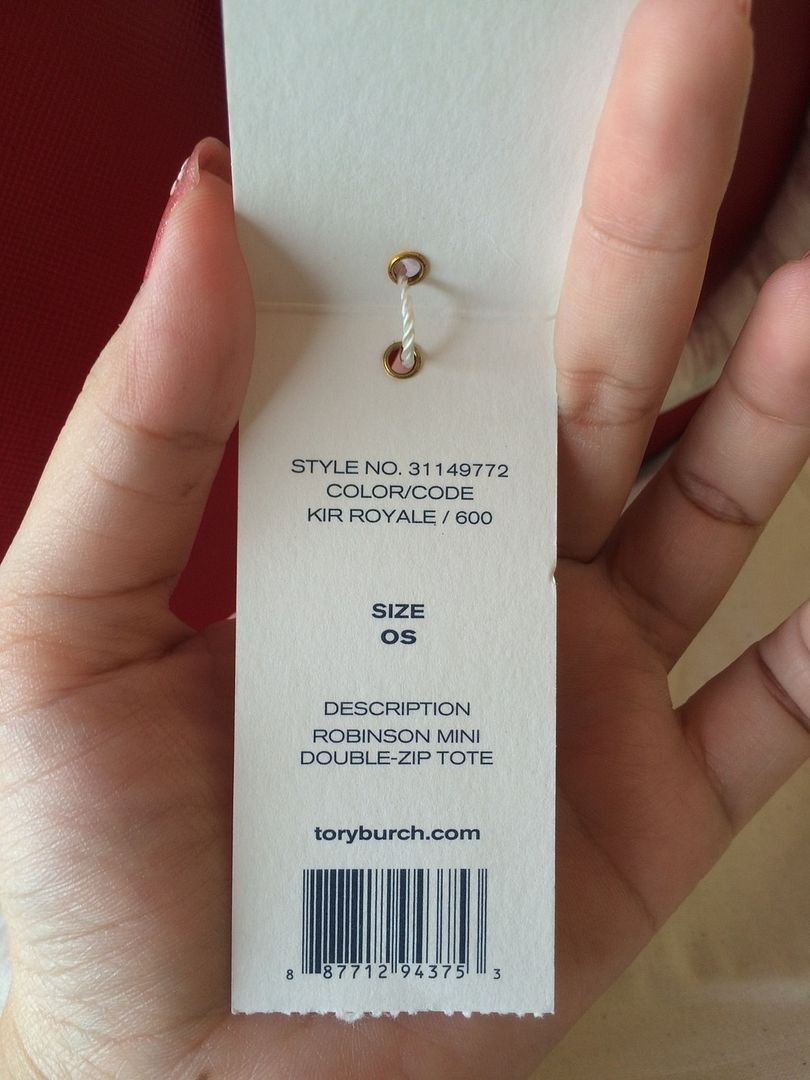 STYLE NO. 31149772
COLOR/CODE
KIR ROYALE / 600
SIZE
OS
DESCRIPTION
ROBINSON MINI
DOUBLE-ZIP TOTE
toryburch.com
8 87712 94375 3